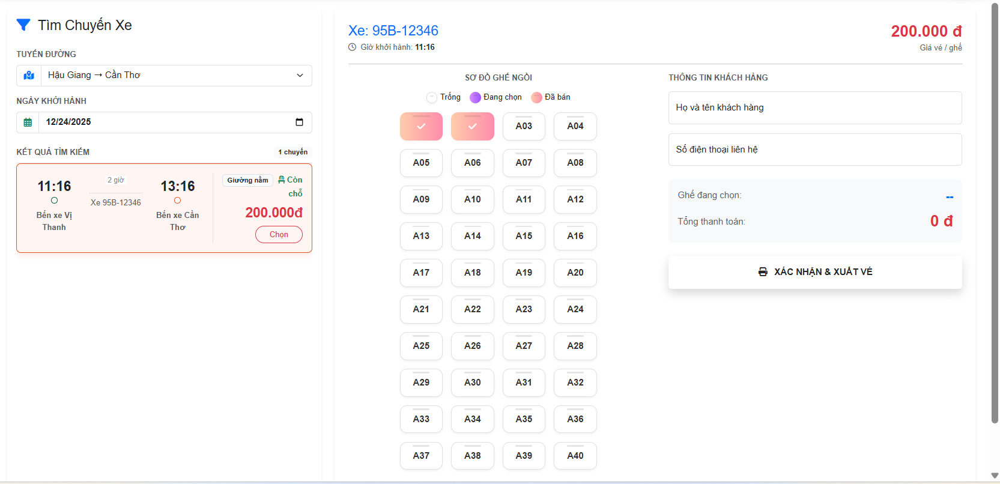 Tìm Chuyến Xe
TUYẾN ĐƯỜNG
Hậu Giang → Cần Thơ
NGÀY KHỞI HÀNH
12/24/2025
KẾT QUẢ TÌM KIẾM
1 chuyến
11:16
2 giờ
13:16
Giường nằm
Còn
chỗ
Xe 95B-12346
Bến xe Vị
Thanh
Bến xe Cần
Thơ
200.000đ
Chọn
Xe: 95B-12346
Giờ khởi hành: 11:16
200.000 đ
Giá vé / ghế
SƠ ĐỒ GHẾ NGỒI
Trống
Đang chọn
Đã bán
A03 A04
A05 A06 A07 A08
A09 A10 A11 A12
A13 A14 A15 A16
A17 A18 A19 A20
A21 A22 A23 A24
A25 A26 A27 A28
A29 A30 A31 A32
A33 A34 A35 A36
A37 A38 A39 A40
THÔNG TIN KHÁCH HÀNG
Họ và tên khách hàng
Số điện thoại liên hệ
Ghế đang chọn: --
Tổng thanh toán: 0 đ
XÁC NHẬN & XUẤT VÉ